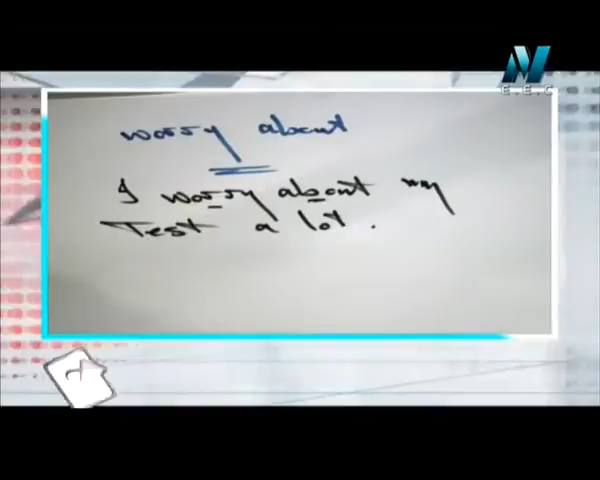 N
E.E.C
worry about
I worry about my
Test a lot.